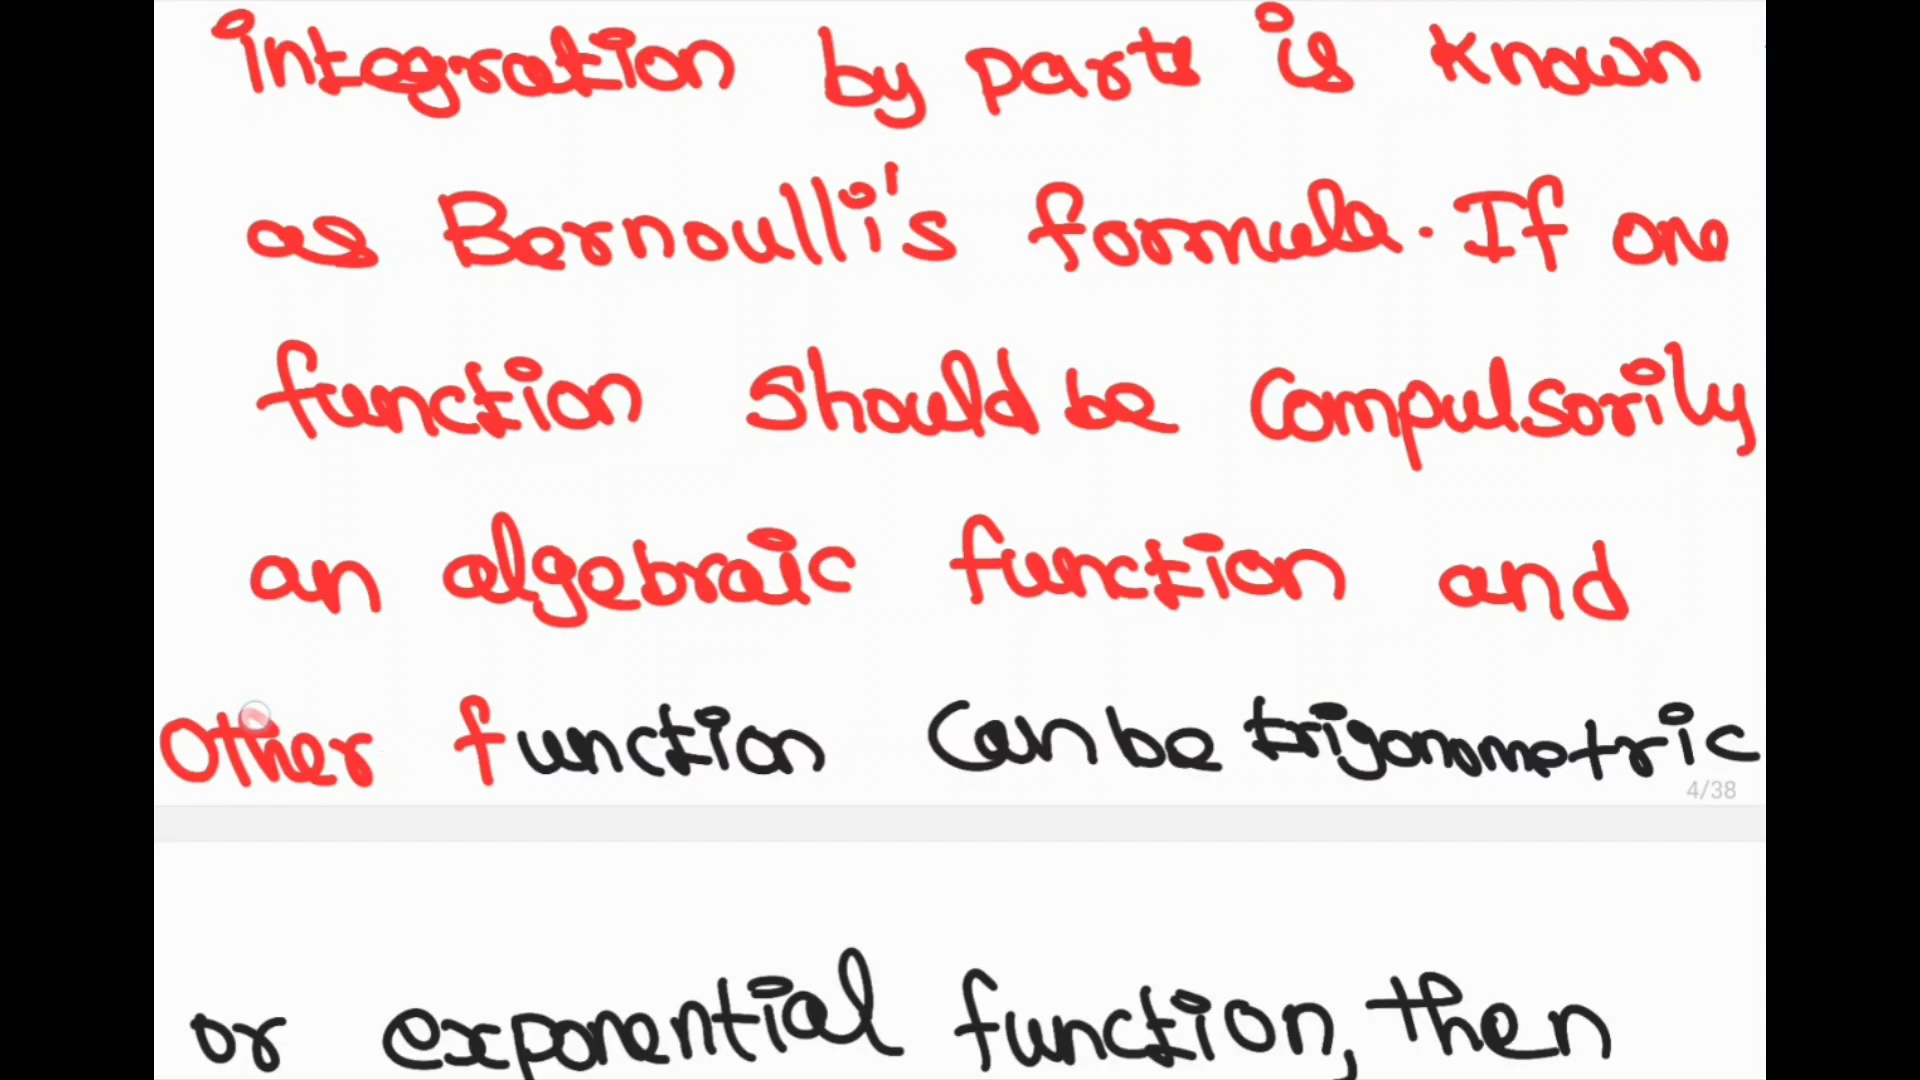 integration by parts is known
as Bernoulli's formula. If one
function should be compulsorily
an algebraic function and
Other function can be trigonometric
4/38
or exponential function, then